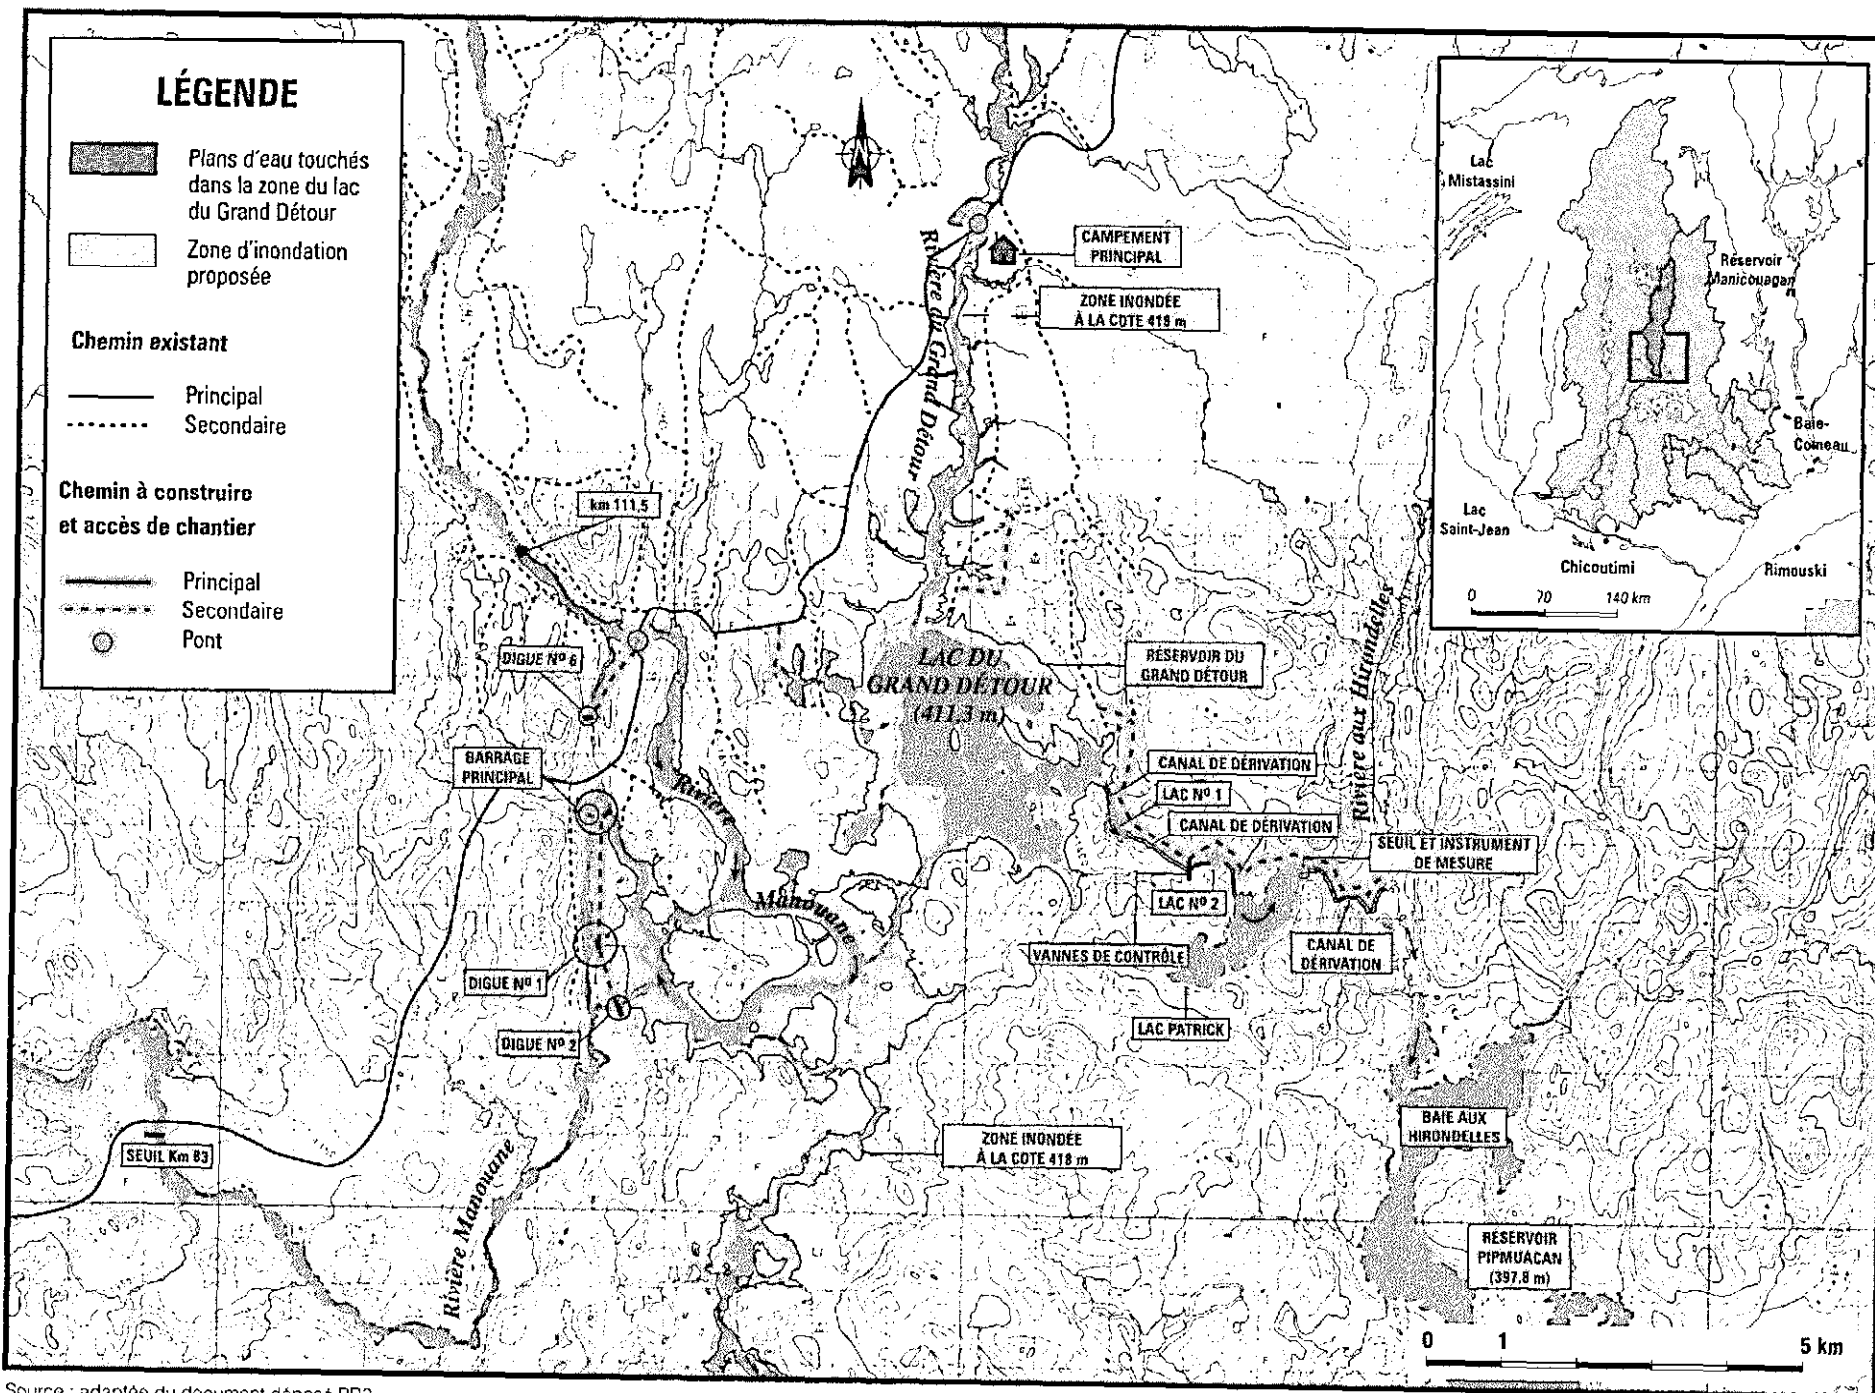 LÉGENDE
Plans d'eau touchés
dans la zone du lac
du Grand Détour
Zone d'inondation
proposée
Chemin existant
Principal
Secondaire
Chemin à construire
et accès de chantier
Principal
Secondaire
Pont
Rivière du Grand Détour
CAMPEMENT
PRINCIPAL
ZONE INONDÉE
À LA COTE 418 m
km 111,5
DIGUE Nº 6
BARRAGE
PRINCIPAL
LAC DU
GRAND DÉTOUR
(411,3 m)
RÉSERVOIR DU
GRAND DÉTOUR
Rivière aux Hirondelles
CANAL DE DÉRIVATION
LAC Nº 1
CANAL DE DÉRIVATION
SEUIL ET INSTRUMENT
DE MESURE
LAC Nº 2
VANNES DE CONTRÔLE
CANAL DE
DÉRIVATION
LAC PATRICK
Rivière
Manouane
DIGUE Nº 1
DIGUE Nº 2
SEUIL Km 83
Rivière Manouane
ZONE INONDÉE
À LA COTE 418 m
BAIE AUX
HIRONDELLES
RÉSERVOIR
PIPMUACAN
(397,8 m)
0 1 5 km
Lac
Mistassini
Réservoir
Manicouagan
Baie-
Comeau
Lac
Saint-Jean
Chicoutimi
Rimouski
0 70 140 km
Source : adaptée du document déposé